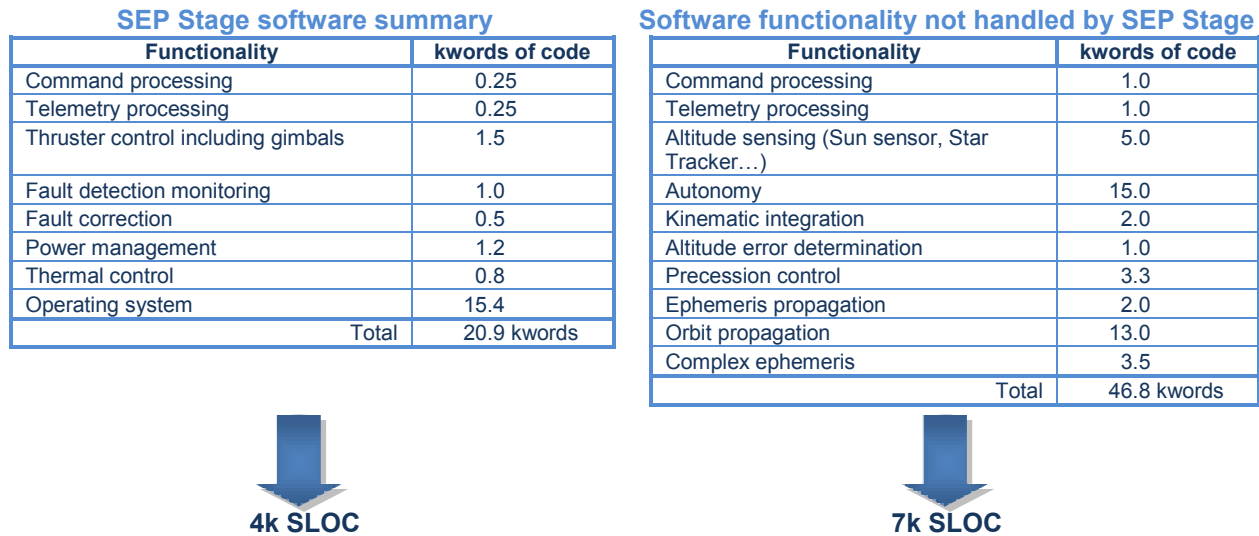 SEP Stage software summary
Functionality kwords of code
Command processing 0.25
Telemetry processing 0.25
Thruster control including gimbals 1.5
Fault detection monitoring 1.0
Fault correction 0.5
Power management 1.2
Thermal control 0.8
Operating system 15.4
Total 20.9 kwords
4k SLOC
Software functionality not handled by SEP Stage
Functionality kwords of code
Command processing 1.0
Telemetry processing 1.0
Altitude sensing (Sun sensor, Star 5.0
Tracker…)
Autonomy 15.0
Kinematic integration 2.0
Altitude error determination 1.0
Precession control 3.3
Ephemeris propagation 2.0
Orbit propagation 13.0
Complex ephemeris 3.5
Total 46.8 kwords
7k SLOC